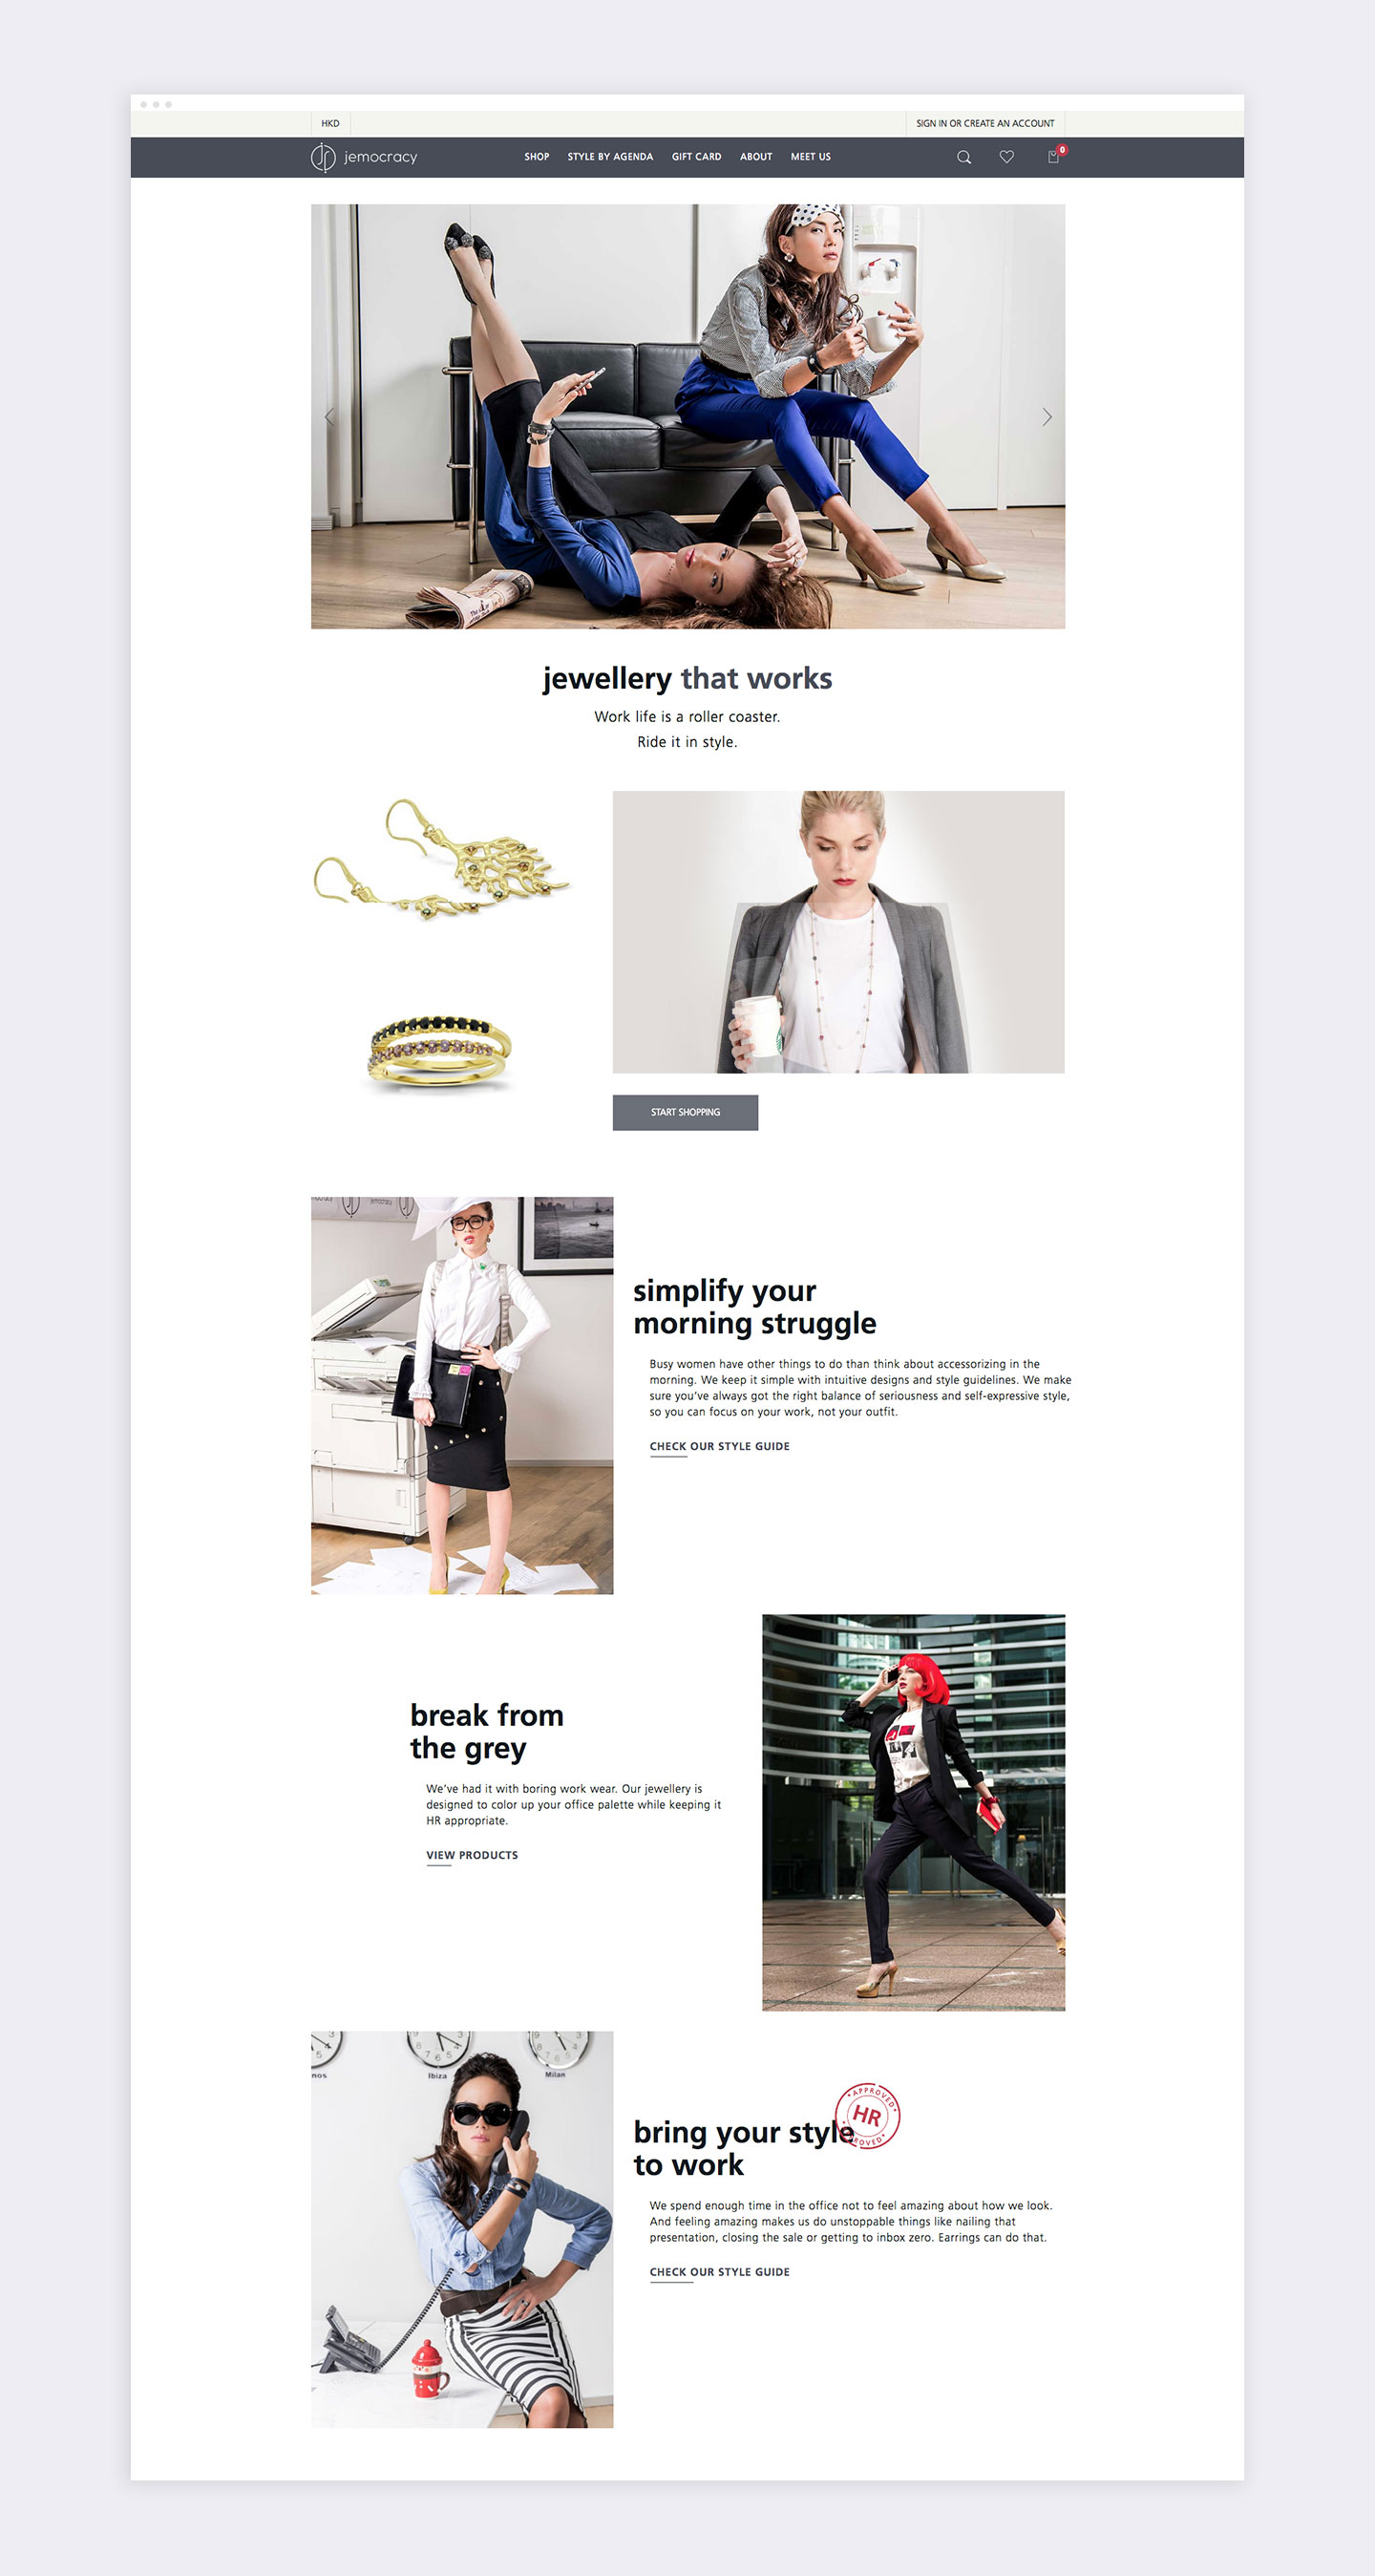 HKD
SIGN IN OR CREATE AN ACCOUNT
jemocracy
SHOP
STYLE BY AGENDA
GIFT CARD
ABOUT
MEET US
0
jewellery that works
Work life is a roller coaster.
Ride it in style.
START SHOPPING
simplify your
morning struggle
Busy women have other things to do than think about accessorizing in the
morning. We keep it simple with intuitive designs and style guidelines. We make
sure you've always got the right balance of seriousness and self-expressive style,
so you can focus on your work, not your outfit.
CHECK OUR STYLE GUIDE
break from
the grey
We've had it with boring work wear. Our jewellery is
designed to color up your office palette while keeping it
HR appropriate.
VIEW PRODUCTS
Ibiza
Milan
APPROVED
HR
bring your style
to work
We spend enough time in the office not to feel amazing about how we look.
And feeling amazing makes us do unstoppable things like nailing that
presentation, closing the sale or getting to inbox zero. Earrings can do that.
CHECK OUR STYLE GUIDE